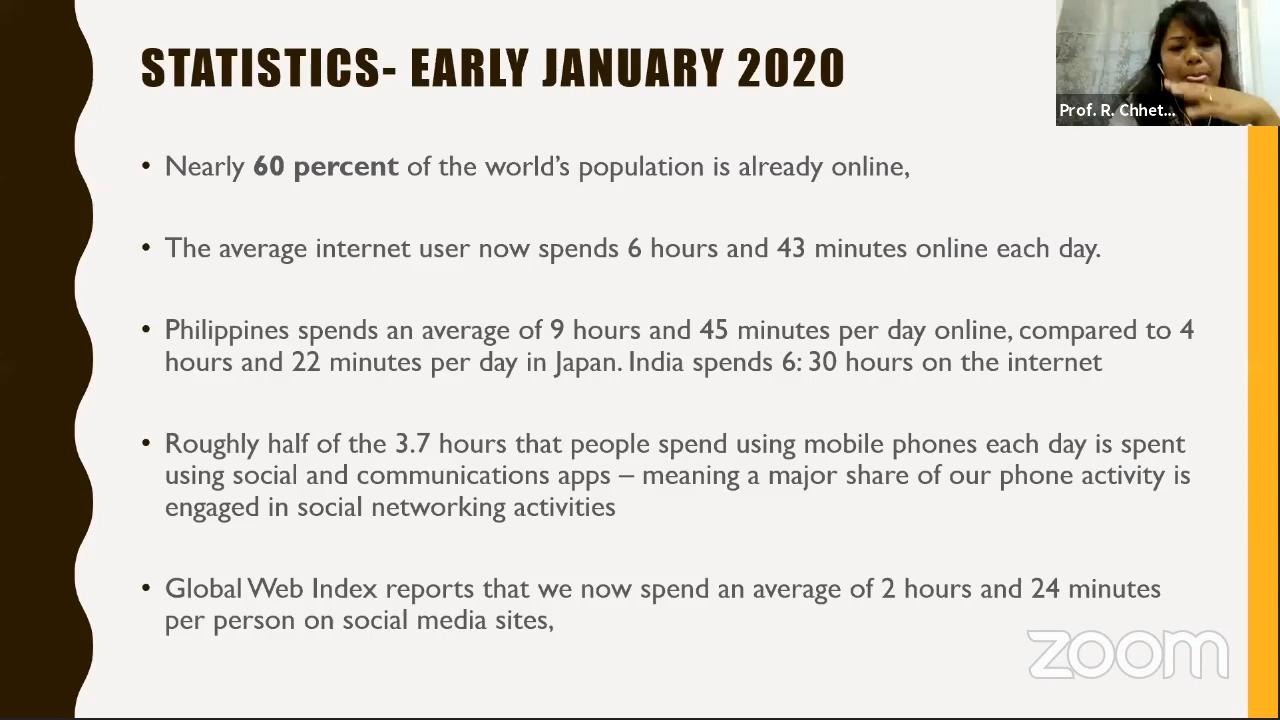 STATISTICS- EARLY JANUARY 2020
Prof. R. Chhet...
• Nearly 60 percent of the world's population is already online,
• The average internet user now spends 6 hours and 43 minutes online each day.
• Philippines spends an average of 9 hours and 45 minutes per day online, compared to 4
hours and 22 minutes per day in Japan. India spends 6: 30 hours on the internet
• Roughly half of the 3.7 hours that people spend using mobile phones each day is spent
using social and communications apps – meaning a major share of our phone activity is
engaged in social networking activities
• Global Web Index reports that we now spend an average of 2 hours and 24 minutes
per person on social media sites,
zoom